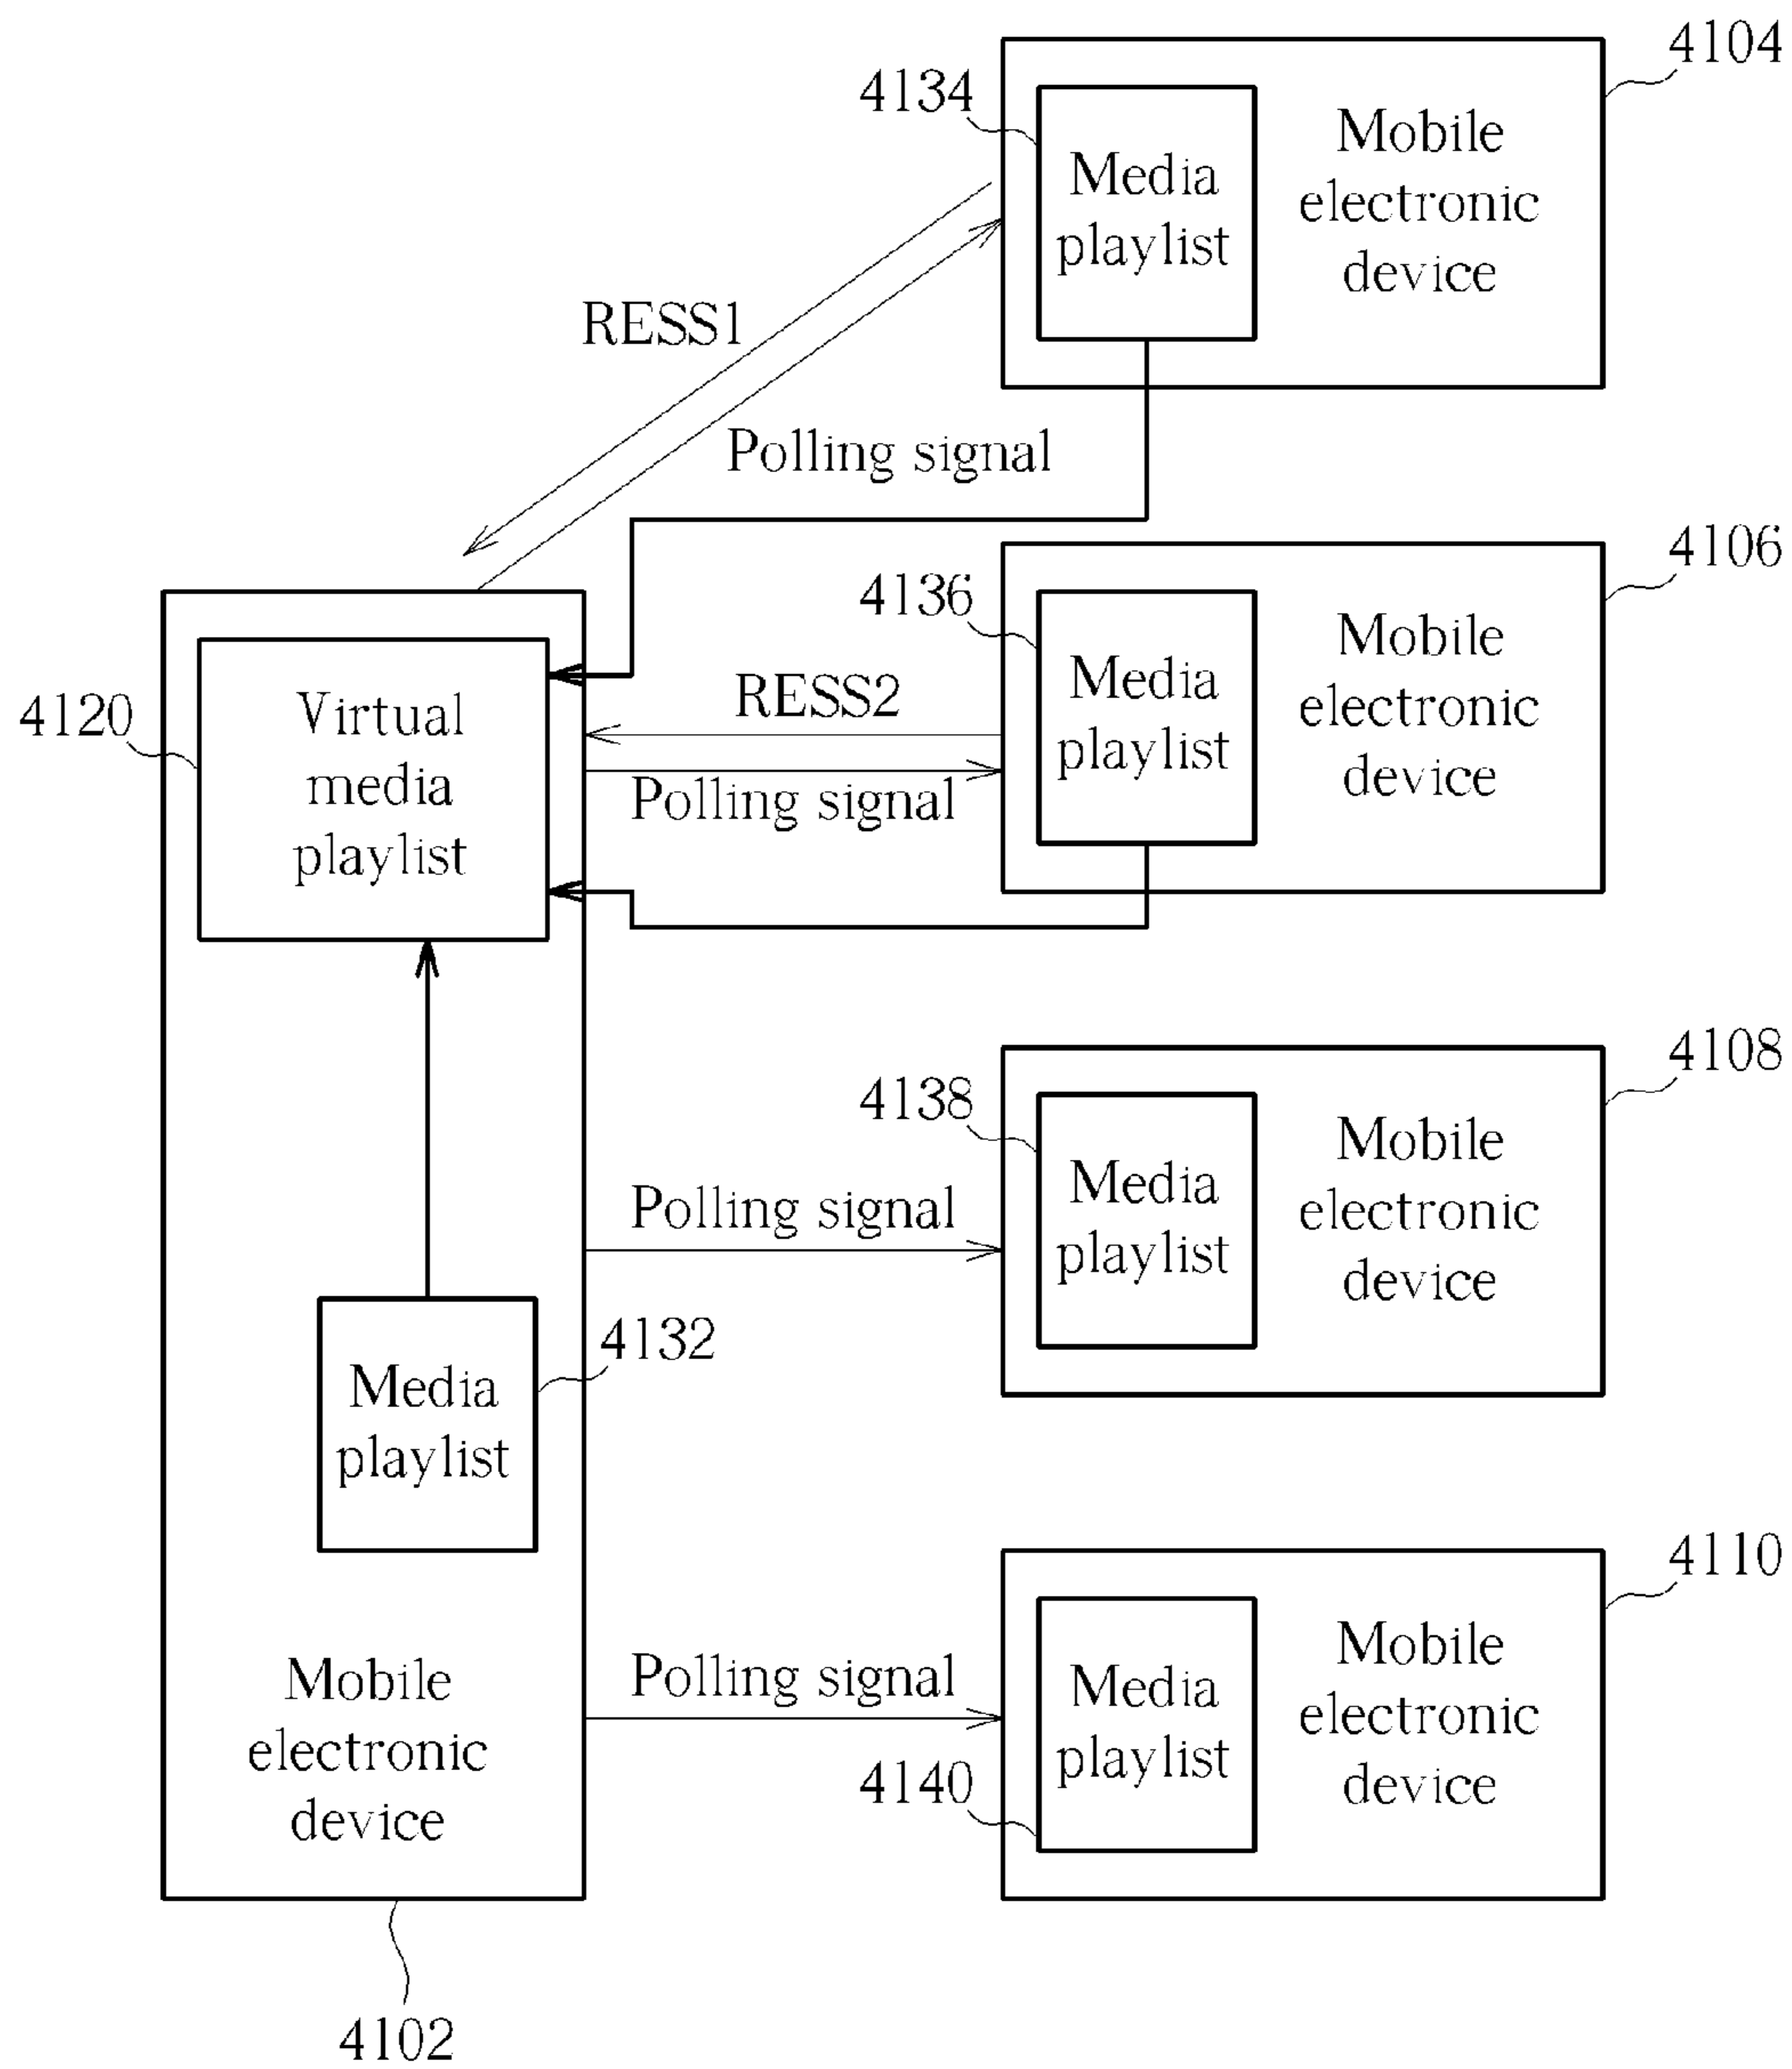 4104
4134
Mobile
electronic
device
Media
playlist
RESS1
Polling signal
4106
4136
Mobile
electronic
device
Media
playlist
4120
Virtual
media
playlist
RESS2
Polling signal
4108
4138
Mobile
electronic
device
Media
playlist
Polling signal
4132
Media
playlist
4110
Mobile
electronic
device
Media
playlist
Polling signal
4140
Mobile
electronic
device
4102